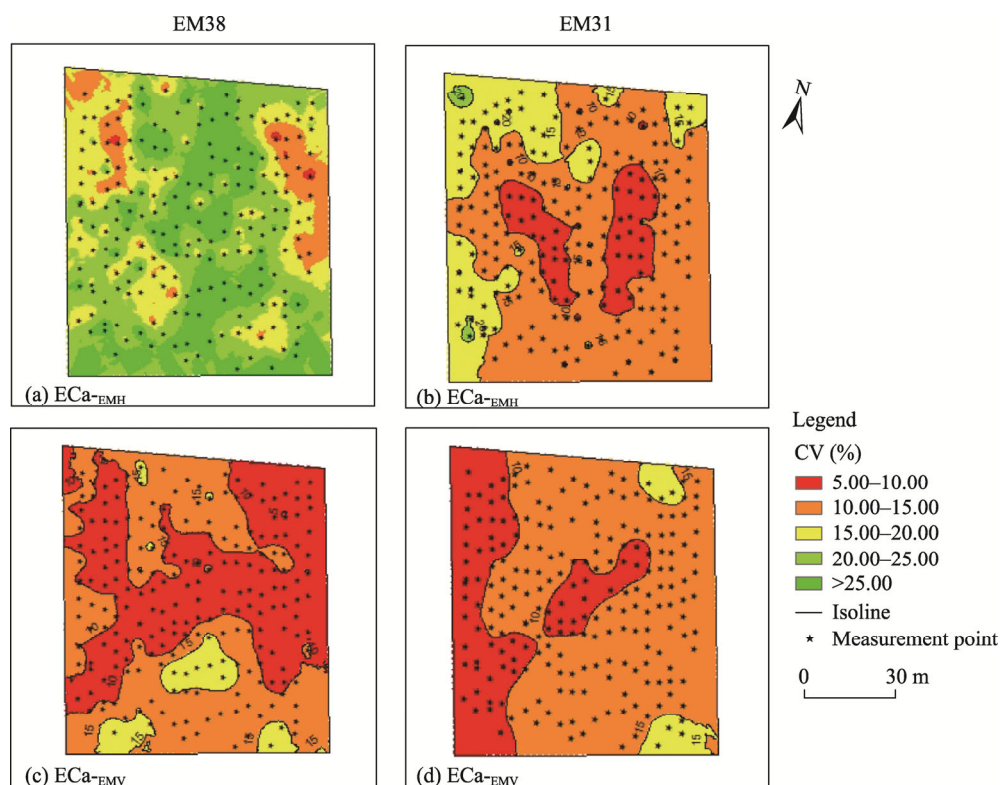 EM38
EM31
N
(a) ECa-EMH
(b) ECa-EMH
(c) ECa-EMV
(d) ECa-EMV
Legend
CV (%)
5.00–10.00
10.00–15.00
15.00–20.00
20.00–25.00
>25.00
Isoline
Measurement point
0 30 m